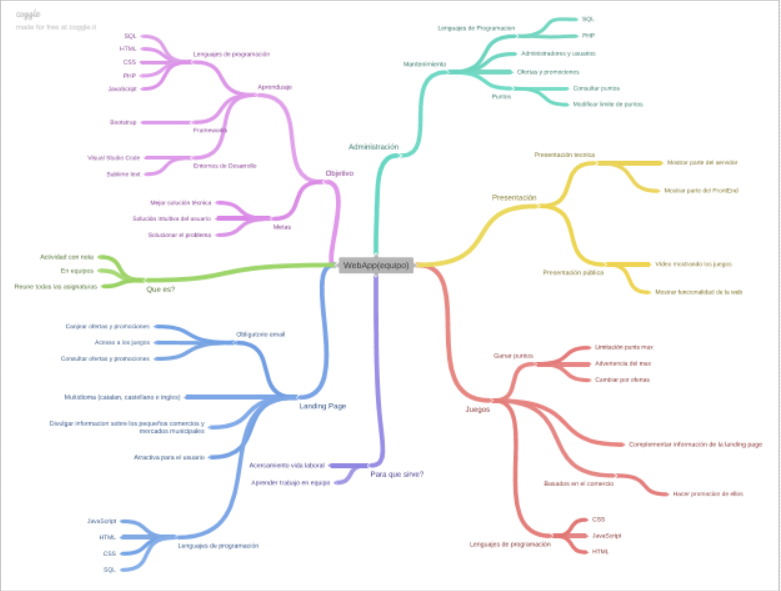 coggle
made for free at coggle.it
WebApp(equipo)
Objetivo
Aprendizaje
Lenguajes de programación
SQL
HTML
CSS
PHP
JavaScript
Frameworks
Bootstrap
Entornos de Desarrollo
Visual Studio Code
Sublime text
Metas
Mejor solución técnica
Solución intuitiva del usuario
Solucionar el problema
Que es?
Actividad con nota
En equipos
Reune todas las asignaturas
Landing Page
Obligatorio email
Canjear ofertas y promociones
Acceso a los juegos
Consultar ofertas y promociones
Multiidioma (catalan, castellano e ingles)
Divulgar informacion sobre los pequeños comercios y
mercados municipales
Atractiva para el usuario
Lenguajes de programación
JavaScript
HTML
CSS
SQL
Para que sirve?
Acercamiento vida laboral
Aprender trabajo en equipo
Administración
Mantenimiento
Lenguajes de Programacion
SQL
PHP
Administradores y usuarios
Ofertas y promociones
Puntos
Consultar puntos
Modificar limite de puntos
Presentación
Presentación tecnica
Mostrar parte del servidor
Mostrar parte del FrontEnd
Presentación publica
Video mostrando los juegos
Mostrar funcionalidad de la web
Juegos
Ganar puntos
Limitación punto max
Advertencia del max
Cambiar por ofertas
Complementar información de la landing page
Basados en el comercio
Hacer promoción de ellos
Lenguajes de programación
CSS
JavaScript
HTML